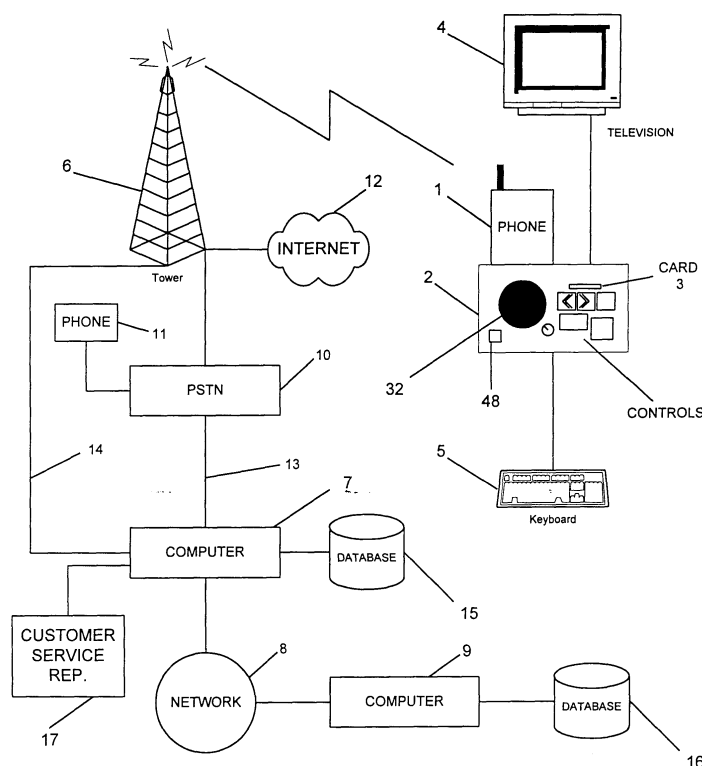 4
TELEVISION
6
12
1
PHONE
INTERNET
Tower
CARD
3
2
PHONE
11
PSTN
10
32
48
CONTROLS
14
13
5
Keyboard
7
COMPUTER
DATABASE
15
CUSTOMER
SERVICE
REP.
17
8
NETWORK
9
COMPUTER
DATABASE
16